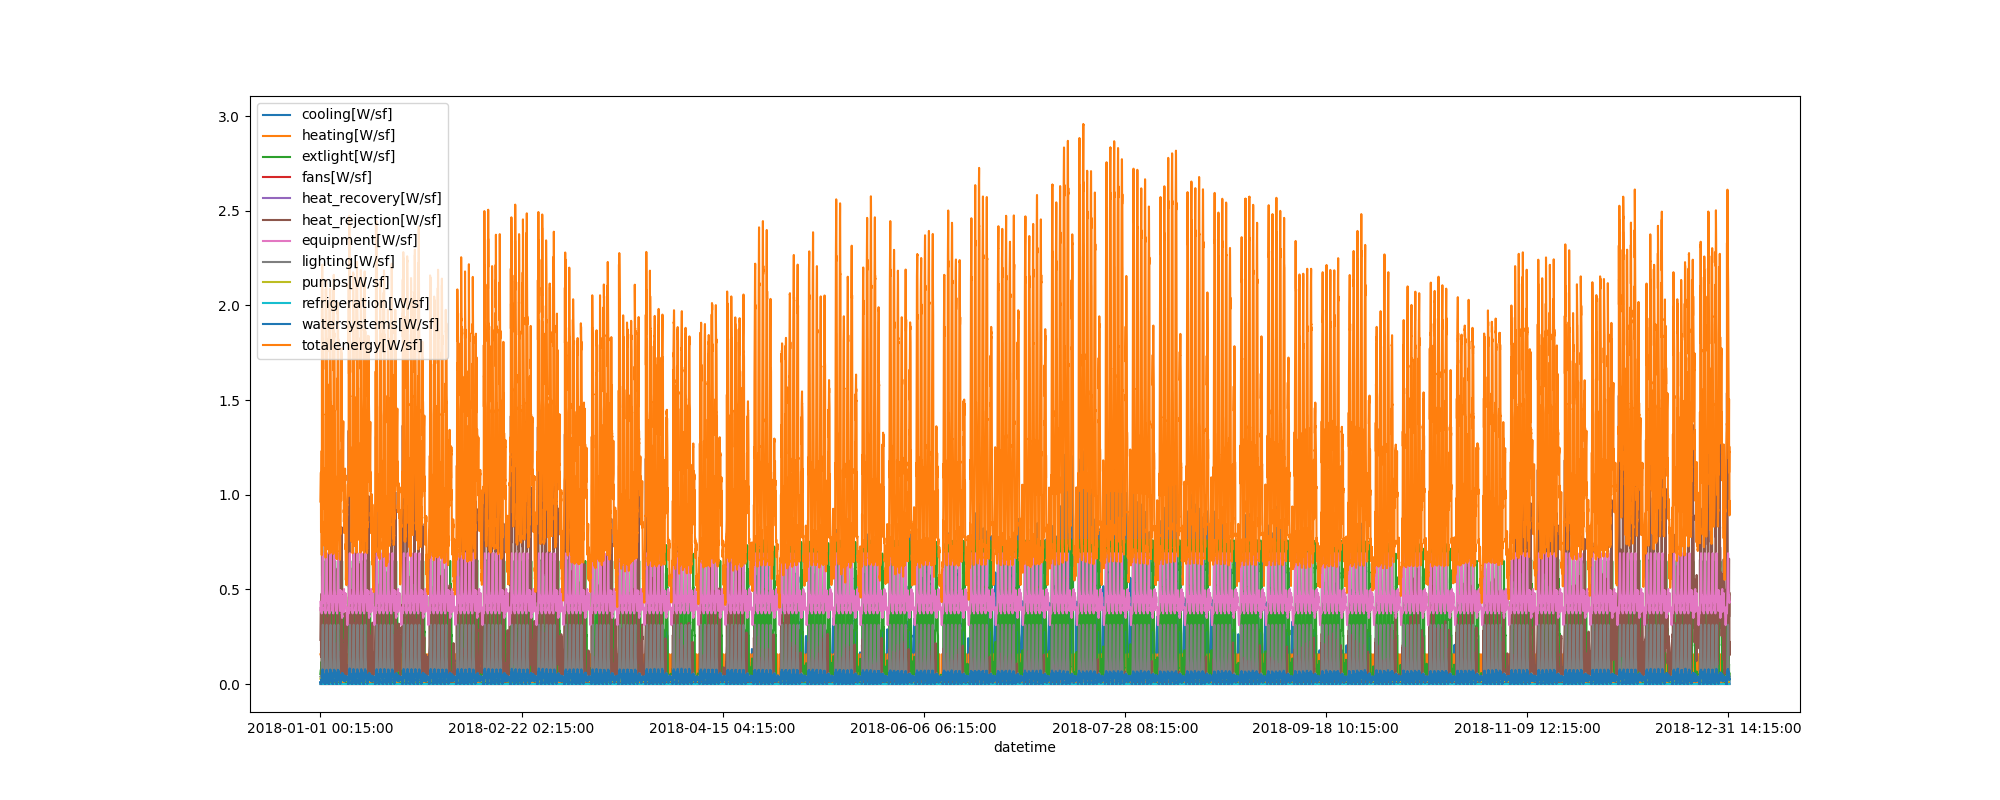 3.0
2.5
2.0
1.5
1.0
0.5
0.0
cooling[W/sf]
heating[W/sf]
extlight[W/sf]
fans[W/sf]
heat_recovery[W/sf]
heat_rejection[W/sf]
equipment[W/sf]
lighting[W/sf]
pumps[W/sf]
refrigeration[W/sf]
watersystems[W/sf]
totalenergy[W/sf]
2018-01-01 00:15:00 2018-02-22 02:15:00 2018-04-15 04:15:00 2018-06-06 06:15:00 2018-07-28 08:15:00 2018-09-18 10:15:00 2018-11-09 12:15:00 2018-12-31 14:15:00
datetime